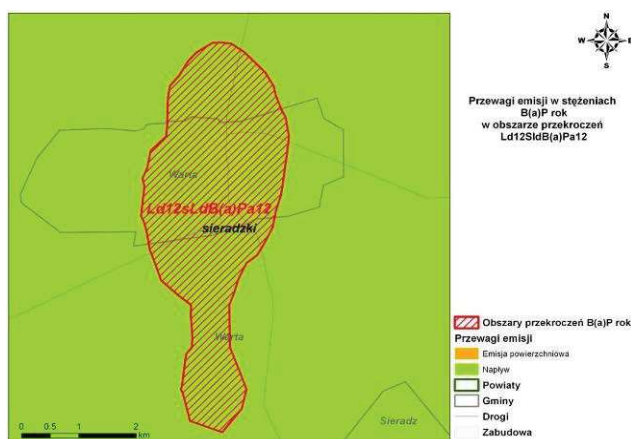 N
W E
S
Przewagi emisji w stężeniach
B(a)P rok
w obszarze przekroczeń
Ld12SldB(a)Pa12
Warta
Ld12sLdB(a)Pa12
sieradzki
Warta
Sieradz
0 0.5 1 2
km
Obszary przekroczeń B(a)P rok
Przewagi emisji
Emisja powierzchniowa
Napływ
Powiaty
Gminy
Drogi
Zabudowa